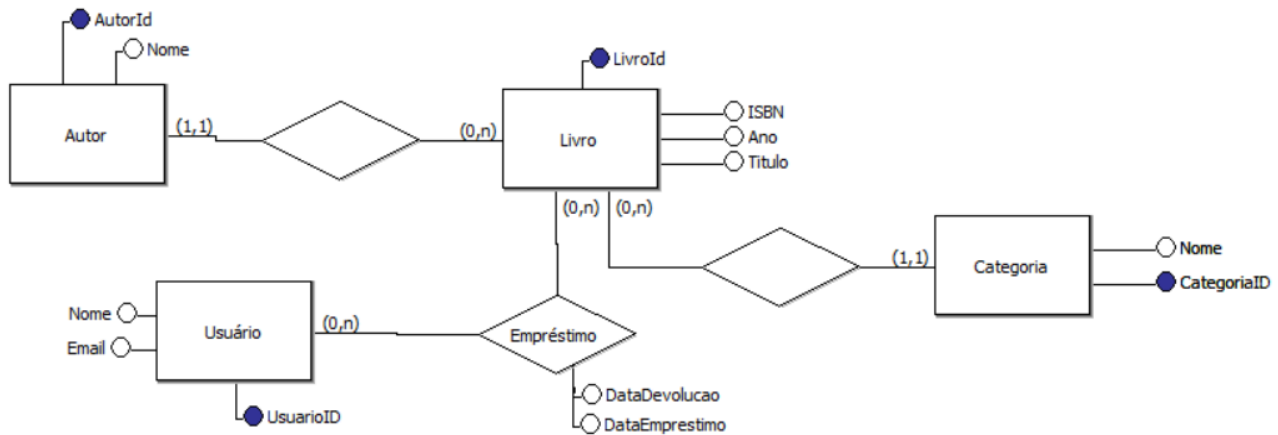 AutorId
Nome
Autor
(1,1)
(0,n)
LivroId
Livro
ISBN
Ano
Titulo
(0,n)
(0,n)
(1,1)
Categoria
Nome
CategoriaID
Nome
Email
Usuário
(0,n)
UsuarioID
Empréstimo
DataDevolucao
DataEmprestimo